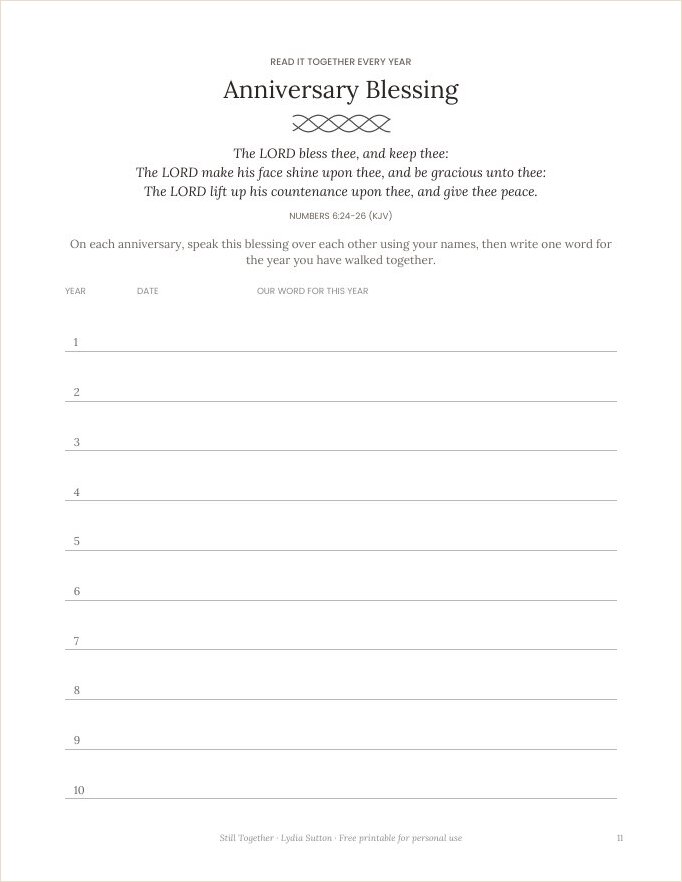 READ IT TOGETHER EVERY YEAR
Anniversary Blessing
The LORD bless thee, and keep thee:
The LORD make his face shine upon thee, and be gracious unto thee:
The LORD lift up his countenance upon thee, and give thee peace.
NUMBERS 6:24–26 (KJV)
On each anniversary, speak this blessing over each other using your names, then write one word for
the year you have walked together.
YEAR DATE OUR WORD FOR THIS YEAR
1
2
3
4
5
6
7
8
9
10
Still Together · Lydia Sutton · Free printable for personal use 11